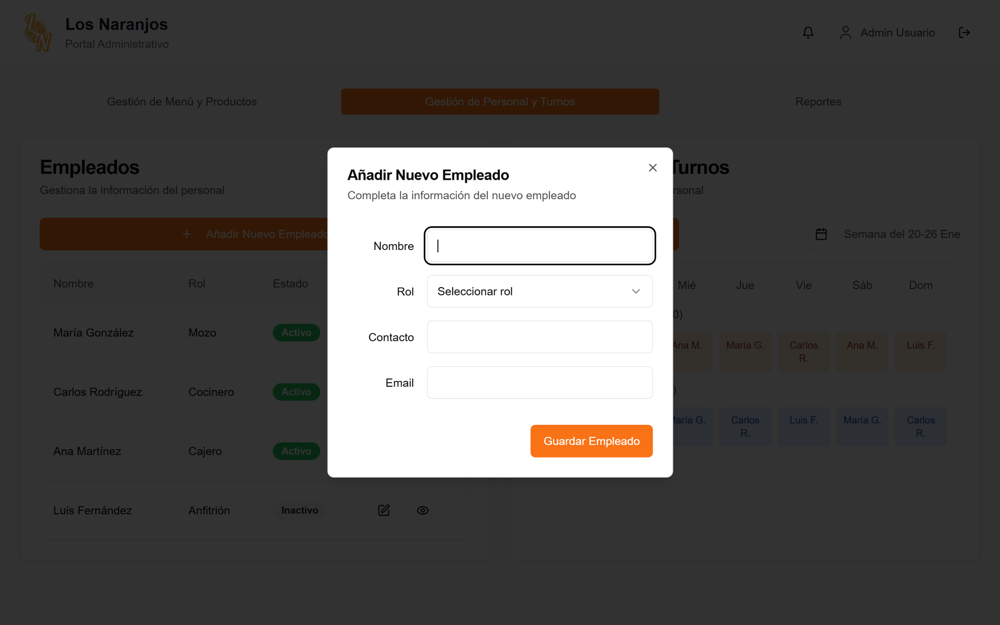 LN
Los Naranjos
Portal Administrativo
Admin Usuario
Gestión de Menú y Productos
Gestión de Personal y Turnos
Reportes
Empleados
Gestiona la información del personal
Añadir Nuevo Empleado
Nombre Rol Estado
María González Mozo Activo
Carlos Rodríguez Cocinero Activo
Ana Martínez Cajero Activo
Luis Fernández Anfitrión Inactivo
Añadir Nuevo Empleado
Completa la información del nuevo empleado
Nombre
Rol Seleccionar rol
Contacto
Email
Guardar Empleado
Turnos
rsonal
Semana del 20-26 Ene
Mié Jue Vie Sáb Dom
0)
Ana M. María G. Carlos R. Ana M. Luis F.
)
María G. Carlos R. Luis F. María G. Carlos R.